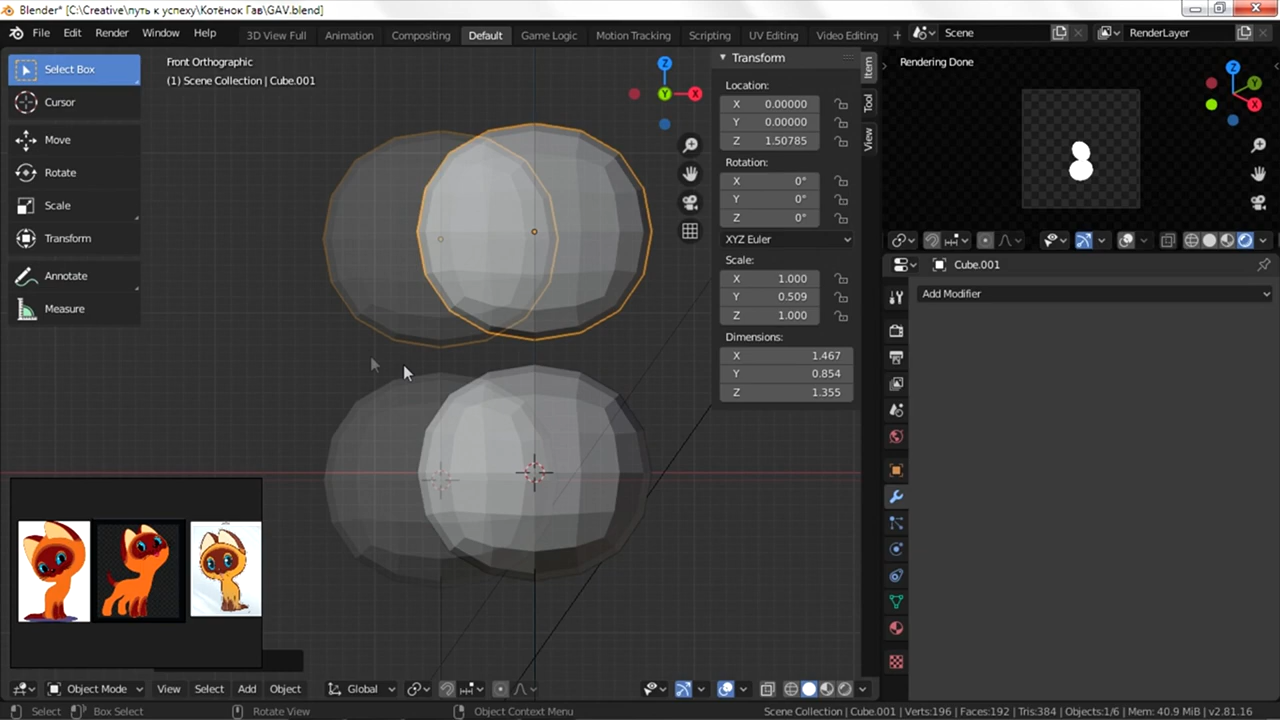 Blender* [C:\Creative\путь к успеху\Котёнок Гав\GAV.blend]
File Edit Render Window Help 3D View Full Animation Compositing Default Game Logic Motion Tracking Scripting UV Editing Video Editing + Scene RenderLayer
Select Box
Cursor
Move
Rotate
Scale
Transform
Annotate
Measure
Front Orthographic
(1) Scene Collection | Cube.001
Z
Y
X
Transform
Location:
X 0.00000
Y 0.00000
Z 1.50785
Rotation:
X 0°
Y 0°
Z 0°
XYZ Euler
Scale:
X 1.000
Y 0.509
Z 1.000
Dimensions:
X 1.467
Y 0.854
Z 1.355
Item
Tool
View
Rendering Done
Z
Y
X
Cube.001
Add Modifier
Object Mode View Select Add Object Global
Select Box Select Rotate View Object Context Menu Scene Collection | Cube.001 | Verts:196 | Faces:192 | Tris:384 | Objects:1/6 | Mem: 40.9 MiB | v2.81.16